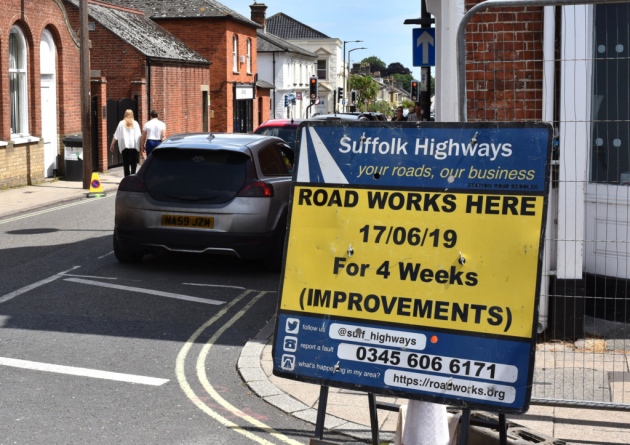 Suffolk Highways
your roads, our business
ROAD WORKS HERE
17/06/19
For 4 Weeks
(IMPROVEMENTS)
follow us @suff_highways
report a fault 0345 606 6171
what's happening in my area? https://roadworks.org